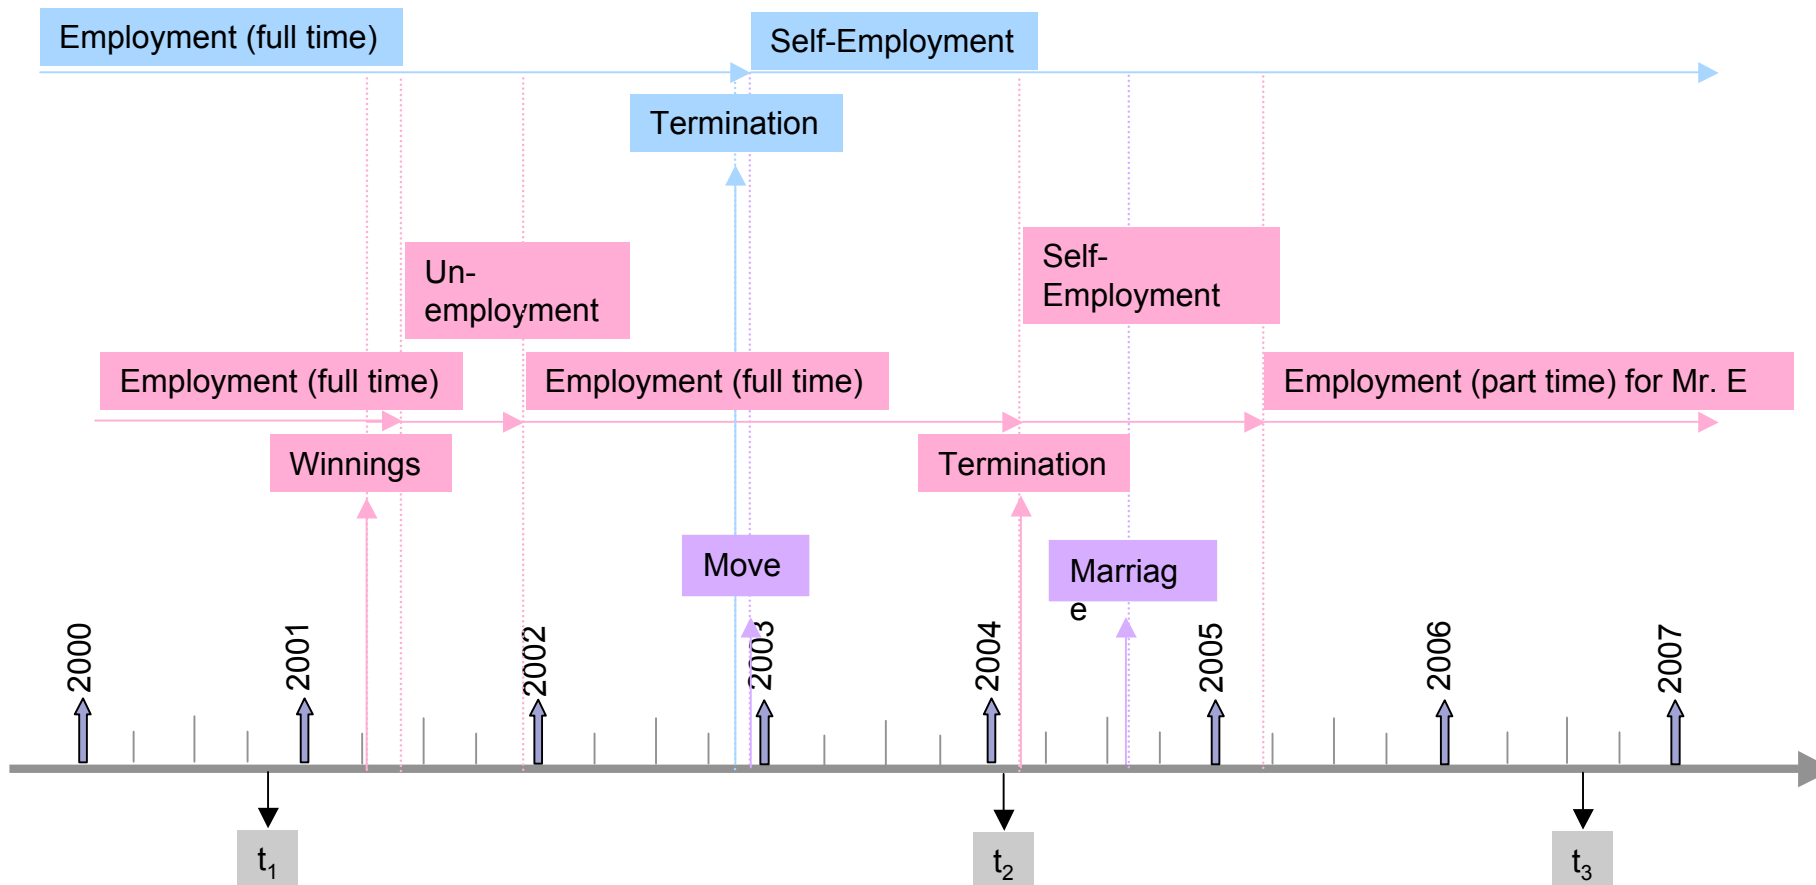 Employment (full time)
Self-Employment
Termination
Un-
employment
Self-
Employment
Employment (full time)
Employment (full time)
Employment (part time) for Mr. E
Winnings
Termination
Move
Marriag
e
2000
2001
2002
2003
2004
2005
2006
2007
t1
t2
t3